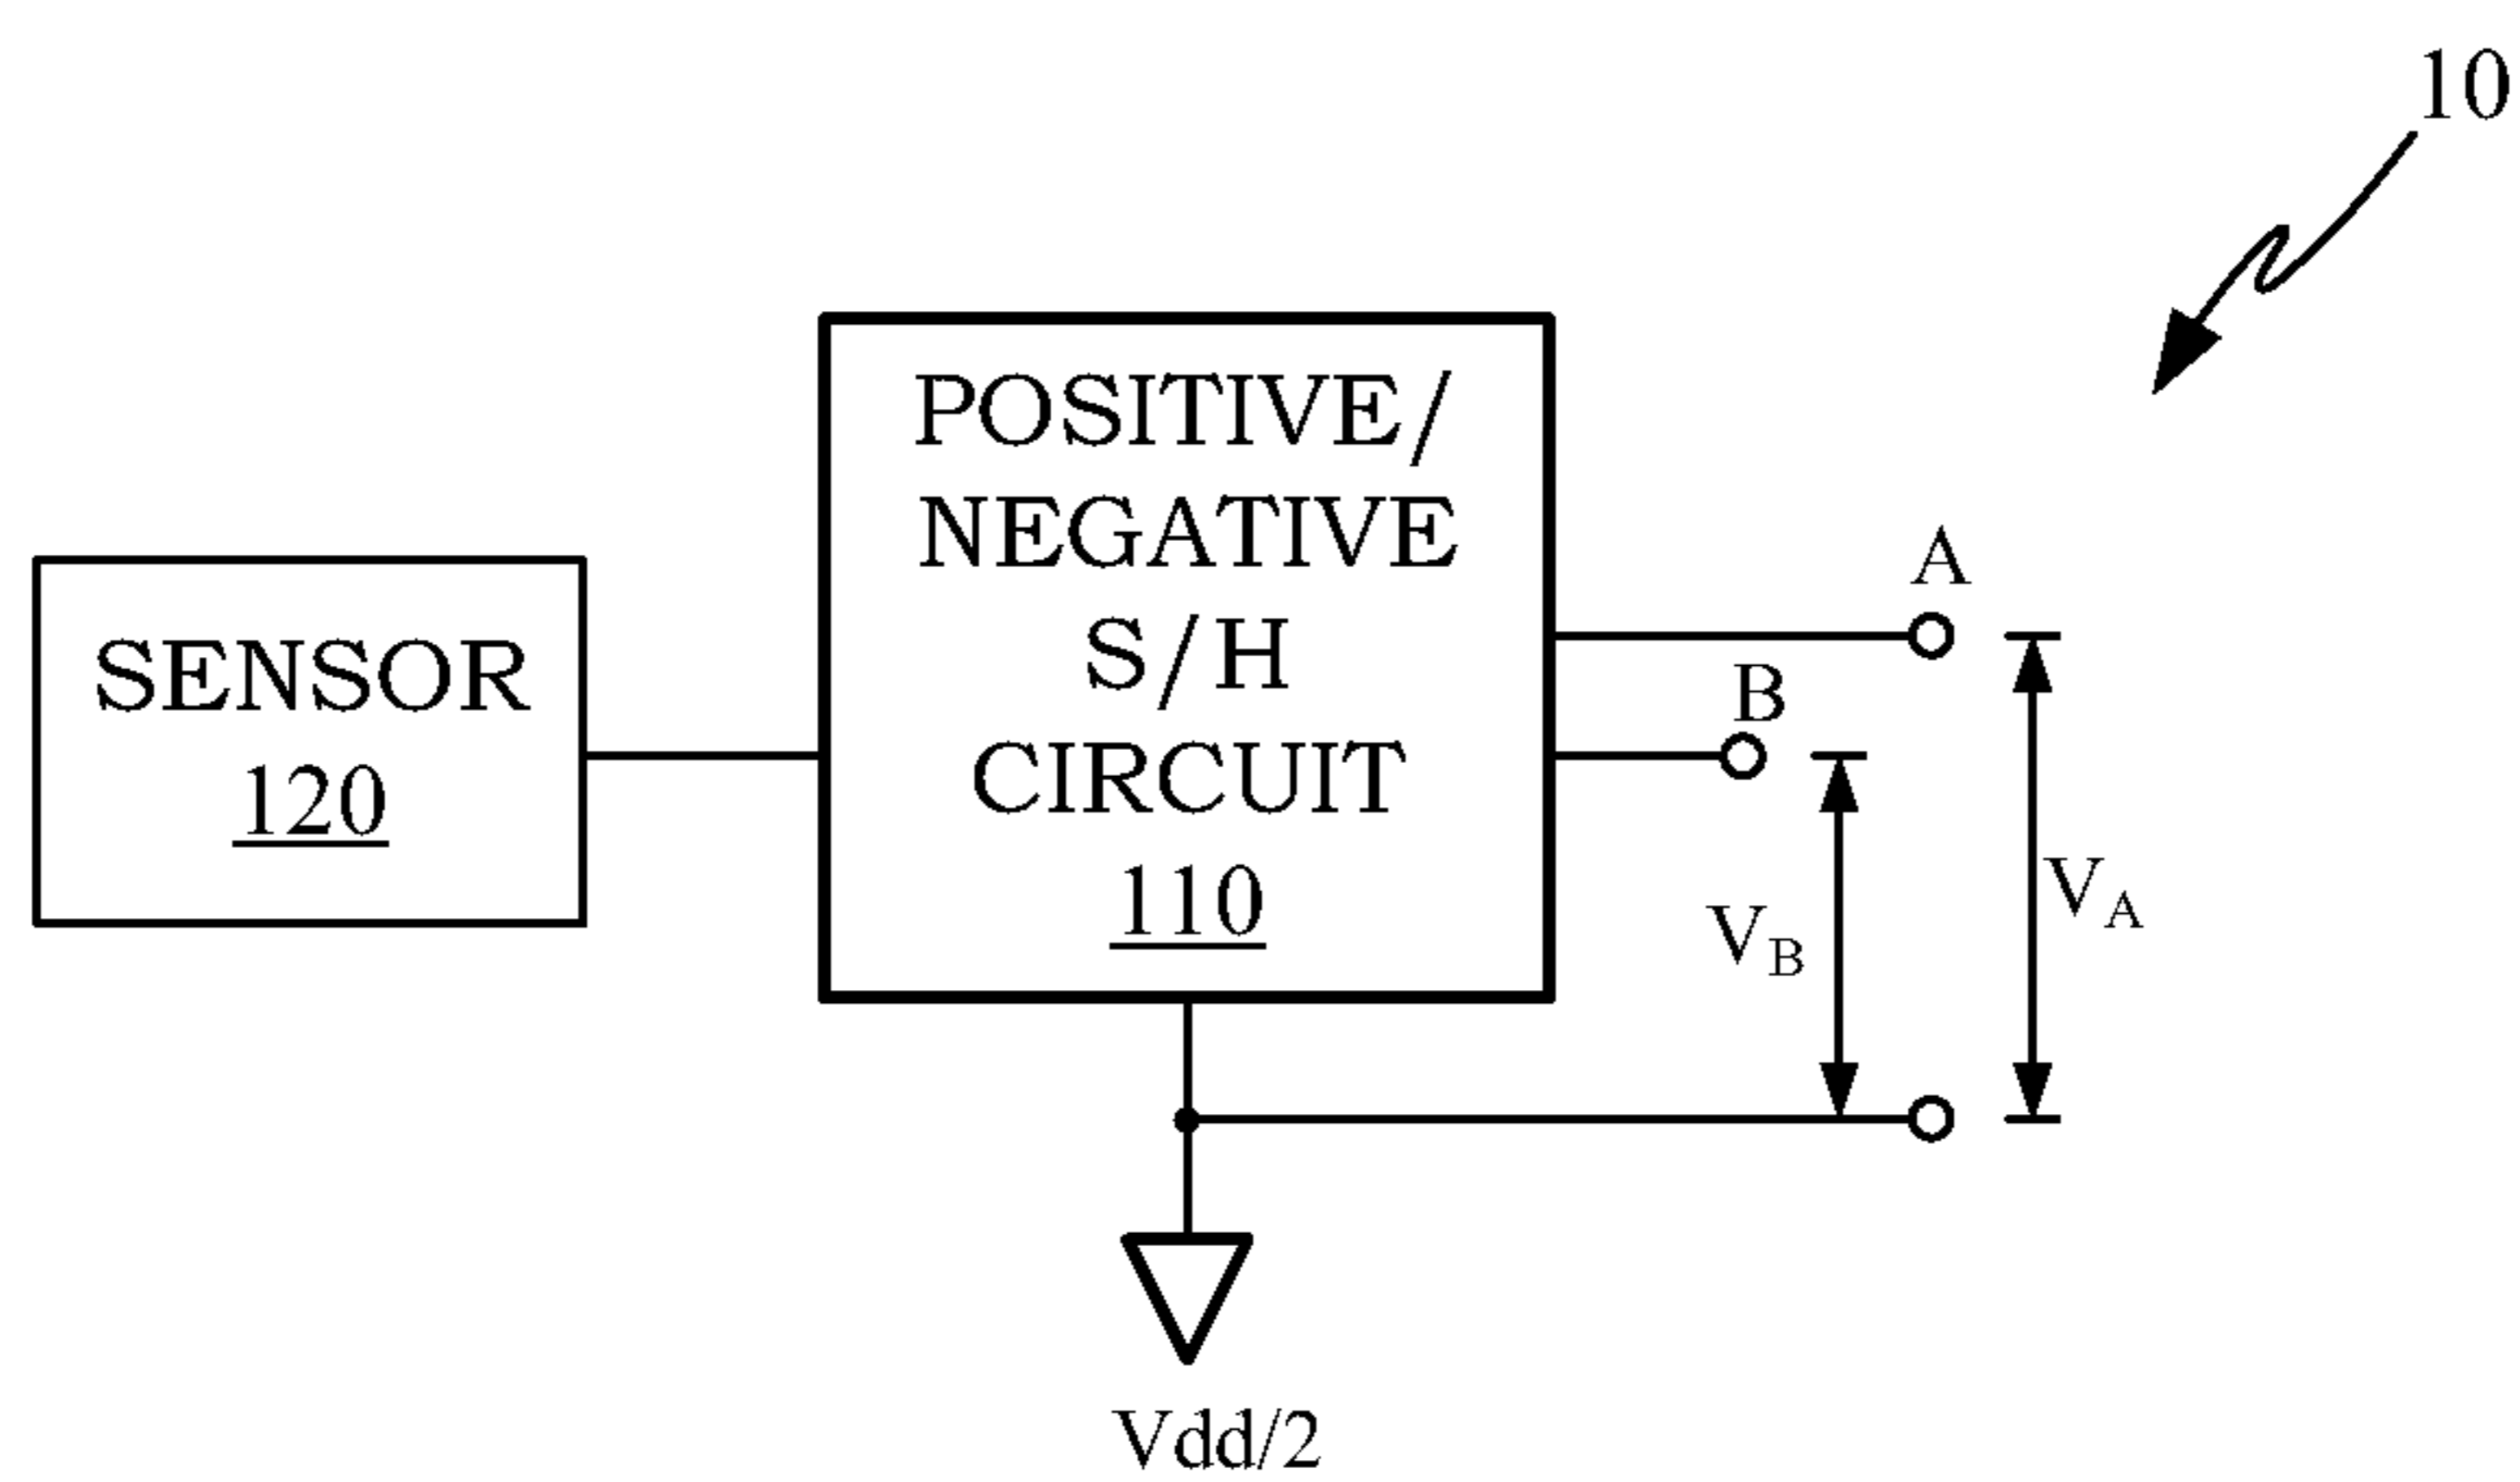 10
POSITIVE/
NEGATIVE
S/H
CIRCUIT
110
SENSOR
120
A
B
VB
VA
Vdd/2